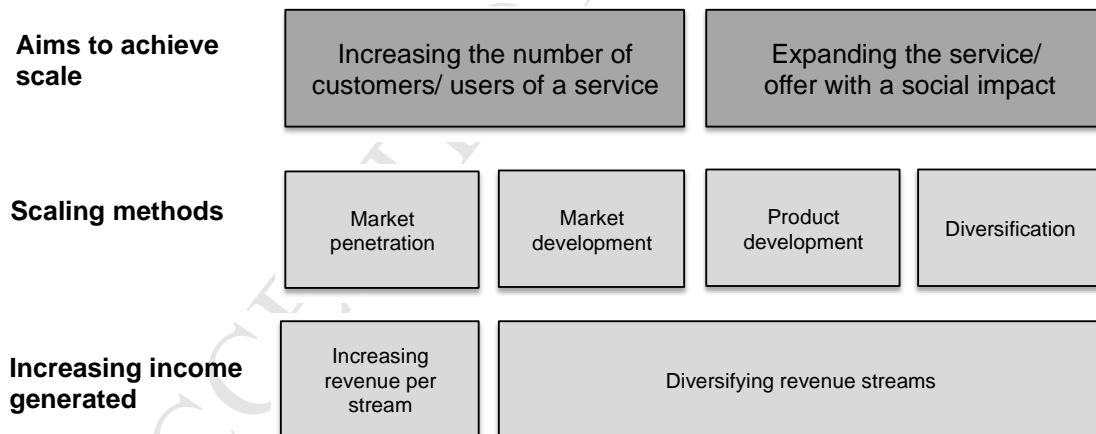 Aims to achieve
scale
Increasing the number of
customers/ users of a service
Expanding the service/
offer with a social impact
Scaling methods
Market
penetration
Market
development
Product
development
Diversification
Increasing income
generated
Increasing
revenue per
stream
Diversifying revenue streams